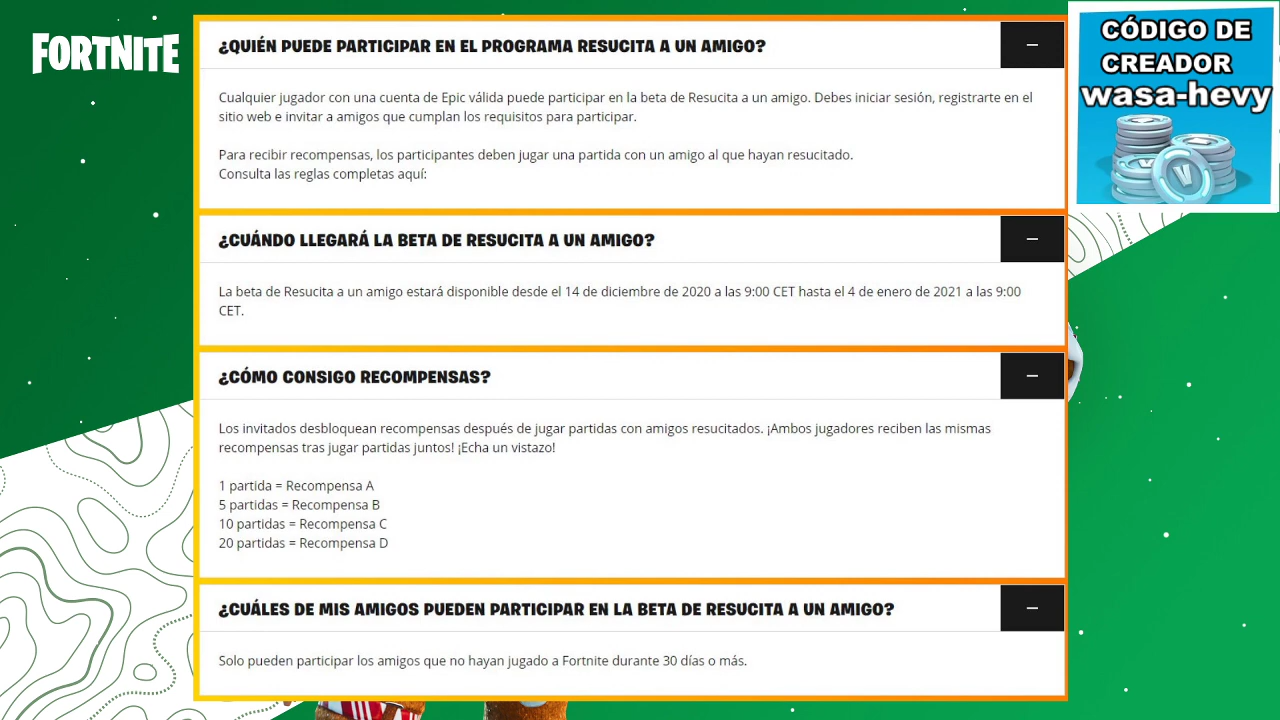 FORTNITE
¿QUIÉN PUEDE PARTICIPAR EN EL PROGRAMA RESUCITA A UN AMIGO?
Cualquier jugador con una cuenta de Epic válida puede participar en la beta de Resucita a un amigo. Debes iniciar sesión, registrarte en el
sitio web e invitar a amigos que cumplan los requisitos para participar.
Para recibir recompensas, los participantes deben jugar una partida con un amigo al que hayan resucitado.
Consulta las reglas completas aquí:
¿CUÁNDO LLEGARÁ LA BETA DE RESUCITA A UN AMIGO?
La beta de Resucita a un amigo estará disponible desde el 14 de diciembre de 2020 a las 9:00 CET hasta el 4 de enero de 2021 a las 9:00
CET.
¿CÓMO CONSIGO RECOMPENSAS?
Los invitados desbloquean recompensas después de jugar partidas con amigos resucitados. ¡Ambos jugadores reciben las mismas
recompensas tras jugar partidas juntos! ¡Echa un vistazo!
1 partida = Recompensa A
5 partidas = Recompensa B
10 partidas = Recompensa C
20 partidas = Recompensa D
¿CUÁLES DE MIS AMIGOS PUEDEN PARTICIPAR EN LA BETA DE RESUCITA A UN AMIGO?
Solo pueden participar los amigos que no hayan jugado a Fortnite durante 30 días o más.
CÓDIGO DE
CREADOR
wasa-hevy